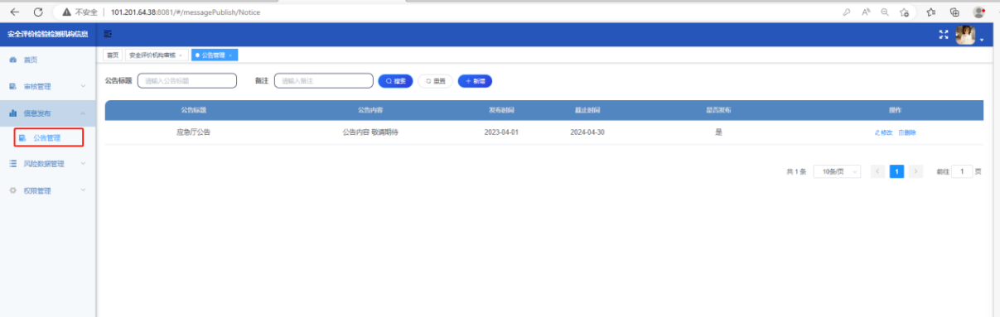 不安全 101.201.64.38:8081/#/messagePublish/Notice
安全评价检验检测机构信息
首页 安全评价机构审核 × 公告管理 ×
首页
审核管理
信息发布
公告管理
风险数据管理
权限管理
公告标题 请输入公告标题 备注 请输入备注 搜索 重置 + 新增
公告标题 公告内容 发布时间 截止时间 是否发布 操作
应急厅公告 公告内容 敬请期待 2023-04-01 2024-04-30 是 修改 删除
共 1 条 10条/页 < 1 > 前往 1 页